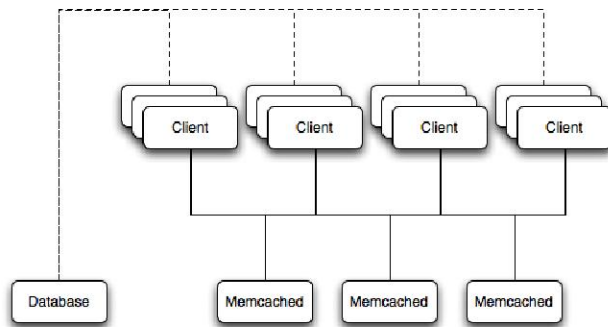 Client
Client
Client
Client
Database
Memcached
Memcached
Memcached